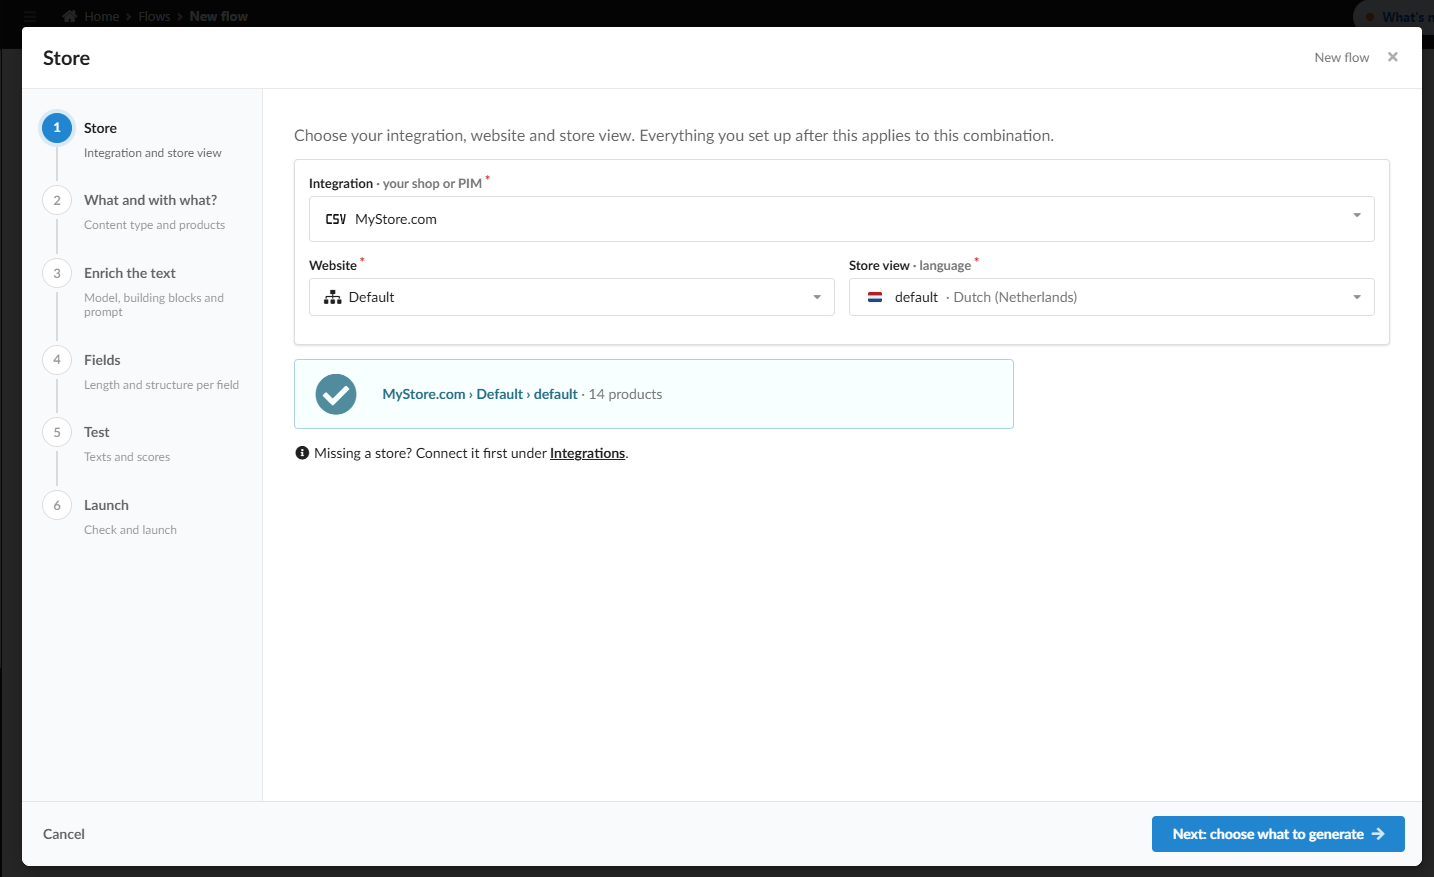 Home › Flows › New flow
What's
Store
New flow
1
Store
Integration and store view
2
What and with what?
Content type and products
3
Enrich the text
Model, building blocks and
prompt
4
Fields
Length and structure per field
5
Test
Texts and scores
6
Launch
Check and launch
Choose your integration, website and store view. Everything you set up after this applies to this combination.
Integration · your shop or PIM *
CSV MyStore.com
Website *
Default
Store view · language *
default · Dutch (Netherlands)
MyStore.com › Default › default · 14 products
Missing a store? Connect it first under Integrations.
Cancel
Next: choose what to generate →